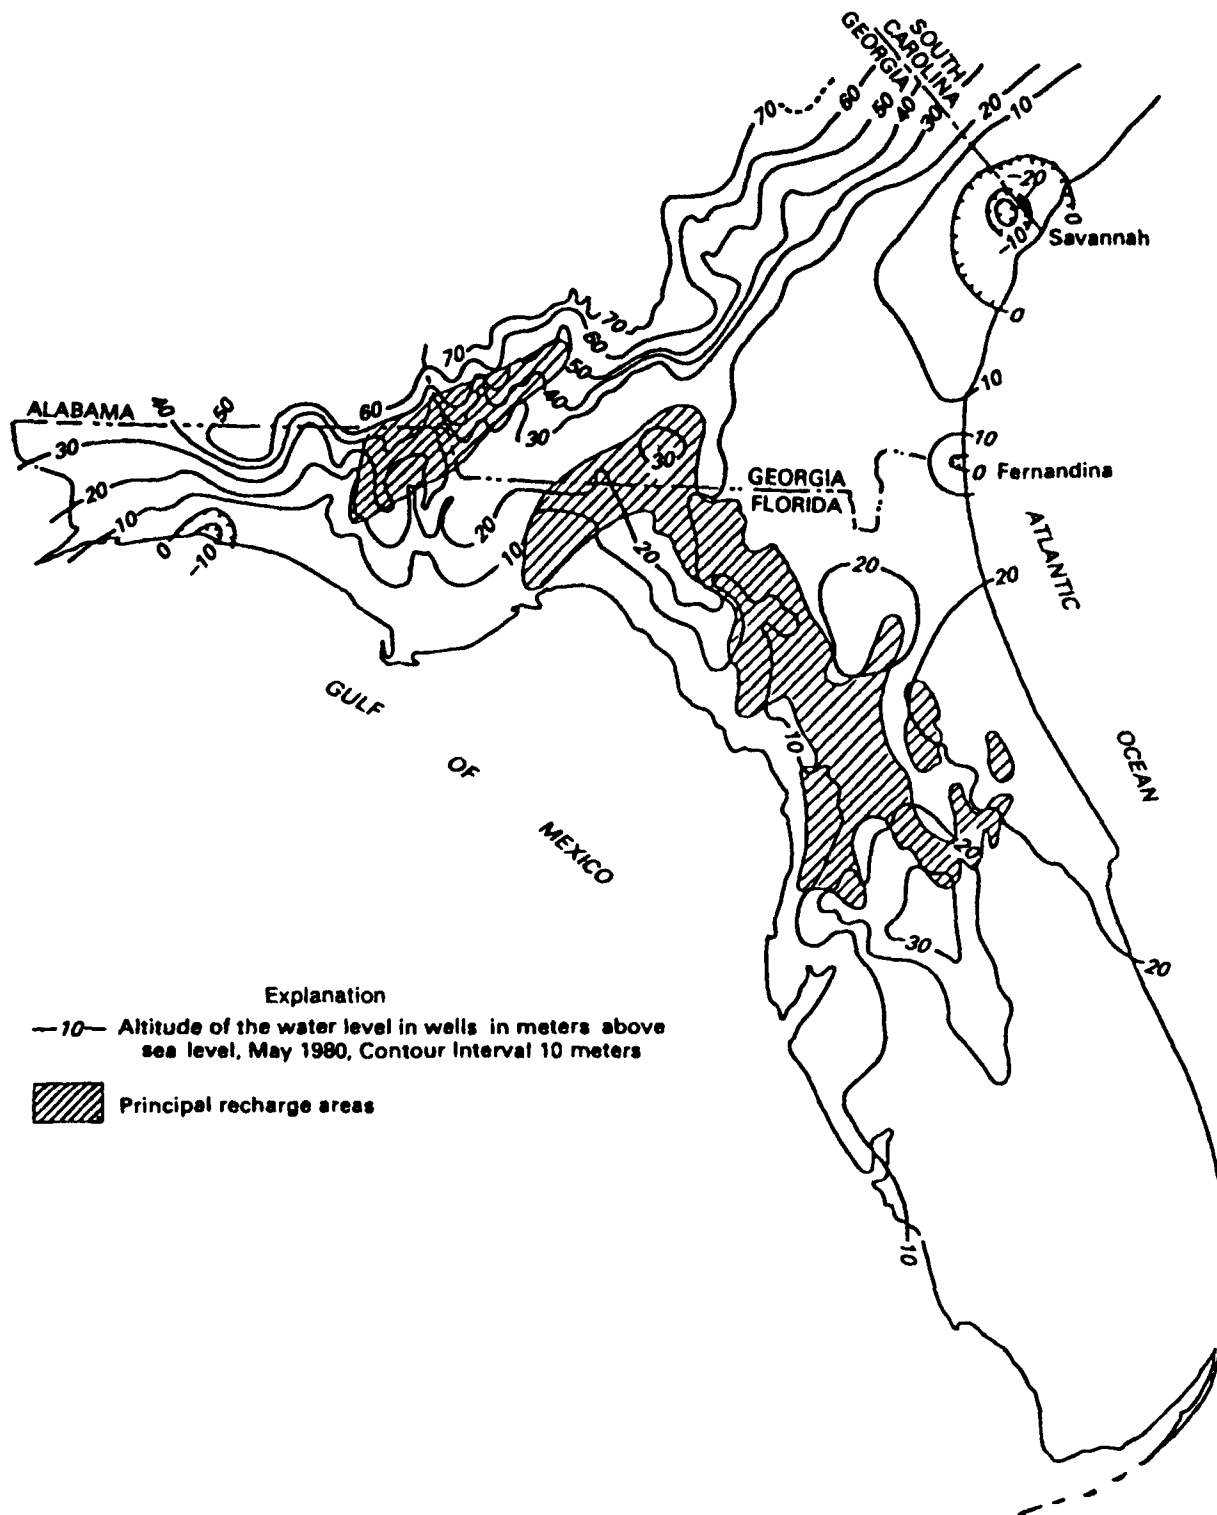 SOUTH
CAROLINA
GEORGIA
70
60
50
40
30
20
10
-20
-10
0
Savannah
0
70
60
70
50
10
40
60
50
40
ALABAMA
30
30
10
30
0
Fernandina
GEORGIA
FLORIDA
20
20
10
10
20
0
-10
20
20
ATLANTIC
GULF
OF
MEXICO
10
OCEAN
20
30
20
Explanation
—10— Altitude of the water level in wells in meters above
sea level, May 1980, Contour Interval 10 meters
Principal recharge areas
10